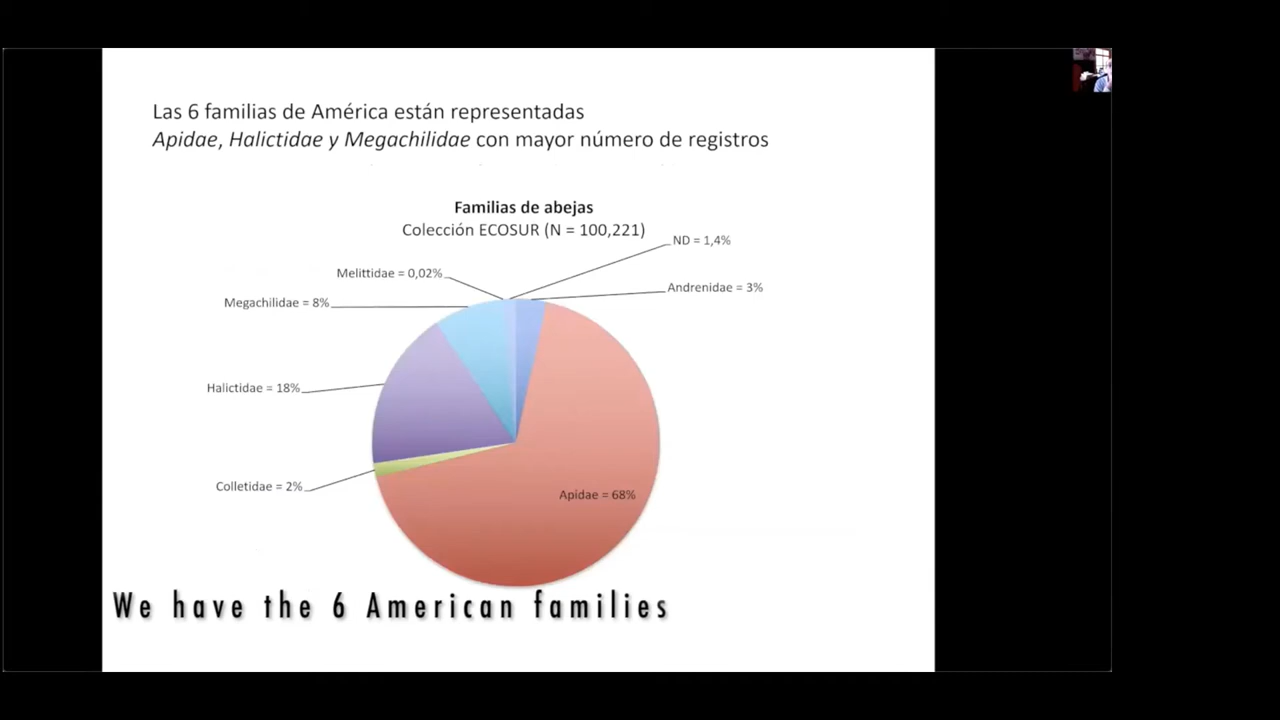 Las 6 familias de América están representadas
Apidae, Halictidae y Megachilidae con mayor número de registros
Familias de abejas
Colección ECOSUR (N = 100,221)
ND = 1,4%
Melittidae = 0,02%
Andrenidae = 3%
Megachilidae = 8%
Halictidae = 18%
Colletidae = 2%
Apidae = 68%
We have the 6 American families